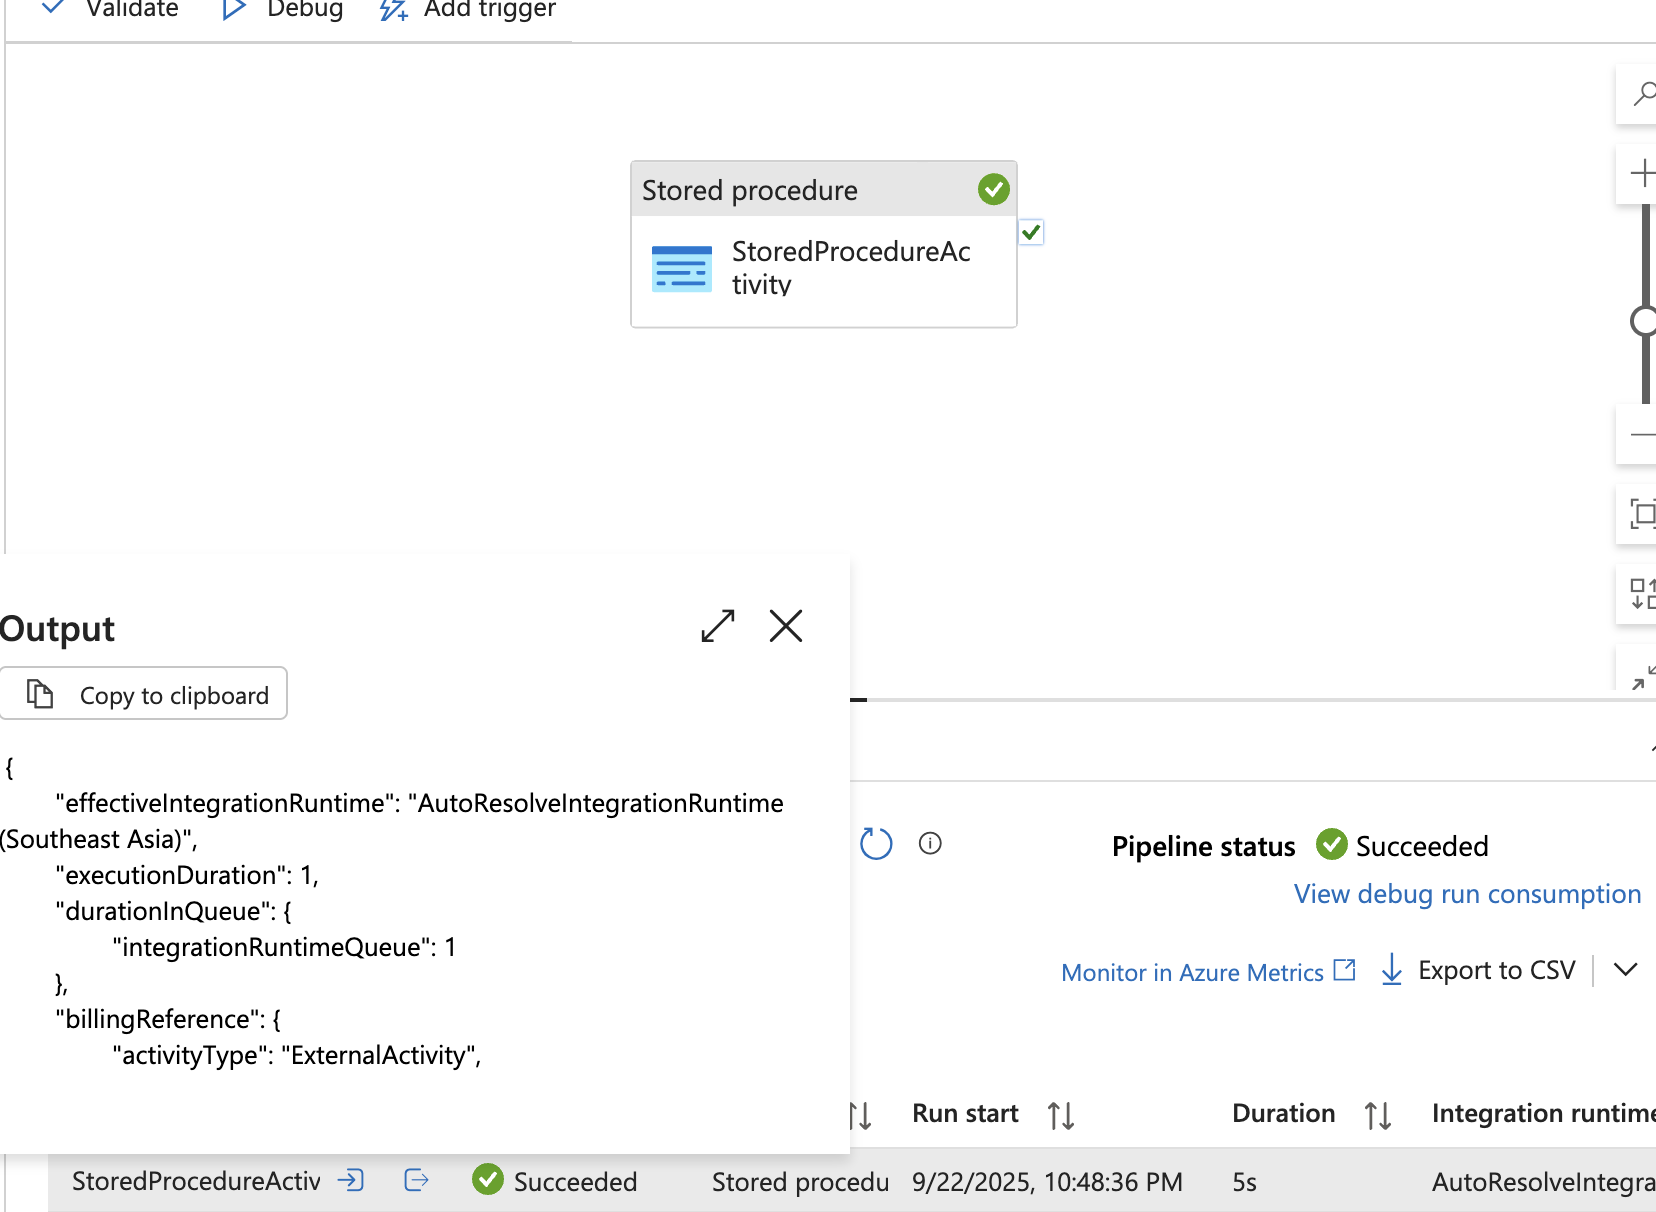 Validate Debug Add trigger
Stored procedure
StoredProcedureAc
tivity
Output
Copy to clipboard
{
"effectiveIntegrationRuntime": "AutoResolveIntegrationRuntime
(Southeast Asia)",
"executionDuration": 1,
"durationInQueue": {
"integrationRuntimeQueue": 1
},
"billingReference": {
"activityType": "ExternalActivity",
Pipeline status Succeeded
View debug run consumption
Monitor in Azure Metrics Export to CSV
Run start Duration Integration runtime
StoredProcedureActiv Succeeded Stored procedu 9/22/2025, 10:48:36 PM 5s AutoResolveIntegra